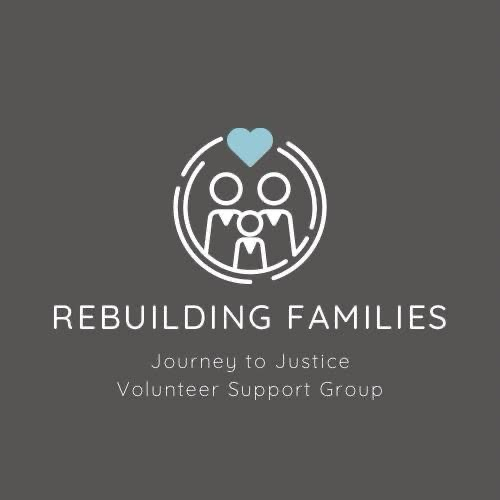 REBUILDING FAMILIES
Journey to Justice
Volunteer Support Group